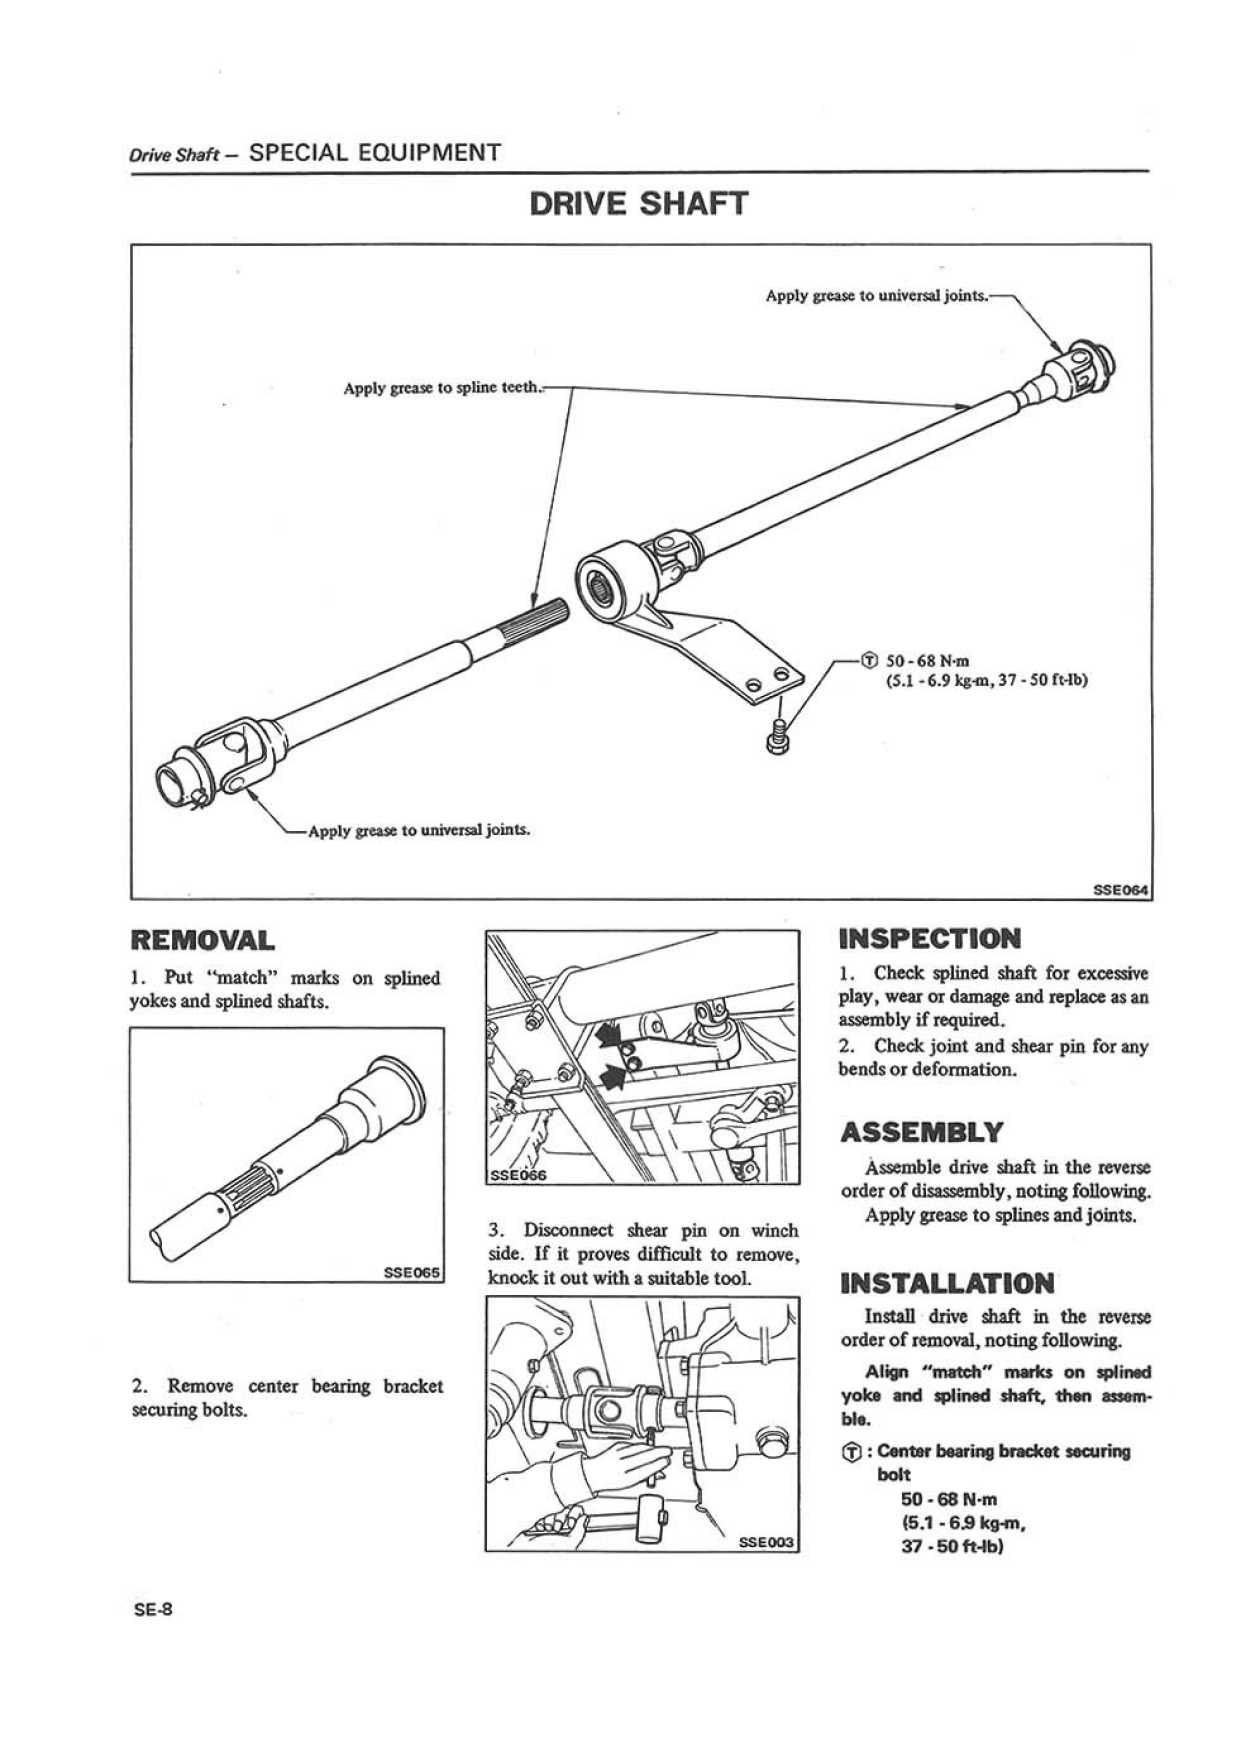 Drive Shaft — SPECIAL EQUIPMENT
DRIVE SHAFT
Apply grease to universal joints.
Apply grease to spline teeth.
Ⓣ 50 - 68 N·m
(5.1 - 6.9 kg-m, 37 - 50 ft-lb)
Apply grease to universal joints.
SSE064
REMOVAL
1. Put “match” marks on splined
yokes and splined shafts.
SSE065
2. Remove center bearing bracket
securing bolts.
SSE066
3. Disconnect shear pin on winch
side. If it proves difficult to remove,
knock it out with a suitable tool.
SSE003
INSPECTION
1. Check splined shaft for excessive
play, wear or damage and replace as an
assembly if required.
2. Check joint and shear pin for any
bends or deformation.
ASSEMBLY
Assemble drive shaft in the reverse
order of disassembly, noting following.
Apply grease to splines and joints.
INSTALLATION
Install drive shaft in the reverse
order of removal, noting following.
Align “match” marks on splined
yoke and splined shaft, then assem-
ble.
Ⓣ : Center bearing bracket securing
bolt
50 - 68 N·m
(5.1 - 6.9 kg-m,
37 - 50 ft-lb)
SE-8